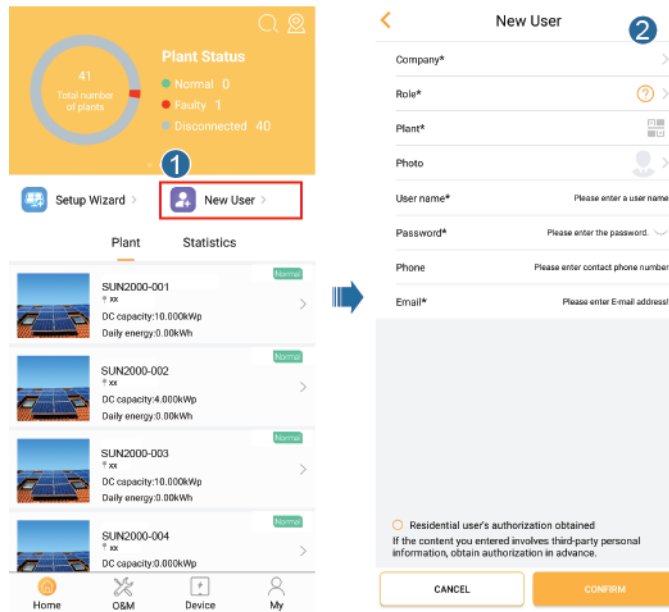 41
Total number
of plants
Plant Status
Normal 0
Faulty 1
Disconnected 40
1
Setup Wizard >
New User >
Plant Statistics
Normal
SUN2000-001
xx
DC capacity:10.000kWp
Daily energy:0.00kWh
Normal
SUN2000-002
xx
DC capacity:4.000kWp
Daily energy:0.00kWh
Normal
SUN2000-003
xx
DC capacity:10.000kWp
Daily energy:0.00kWh
Normal
SUN2000-004
xx
DC capacity:0.000kWp
Home O&M Device My
New User
2
Company*
Role* ?
Plant*
Photo
User name* Please enter a user name
Password* Please enter the password.
Phone Please enter contact phone number
Email* Please enter E-mail address!
Residential user's authorization obtained
If the content you entered involves third-party personal
information, obtain authorization in advance.
CANCEL CONFIRM